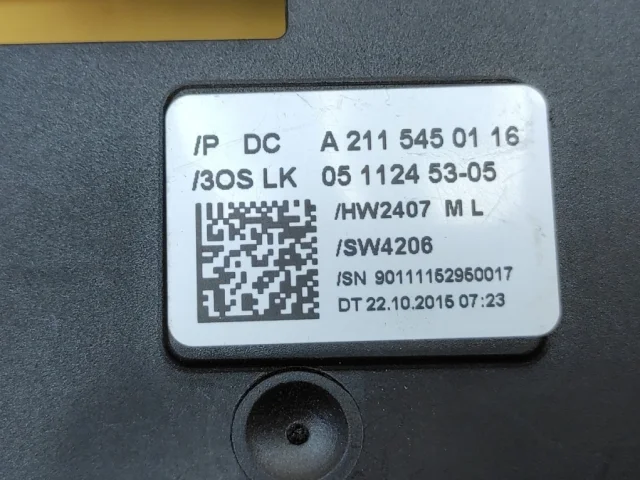 /P DC A 211 545 01 16
/3OS LK 05 1124 53-05
/HW2407 M L
/SW4206
/SN 90111152950017
DT 22.10.2015 07:23